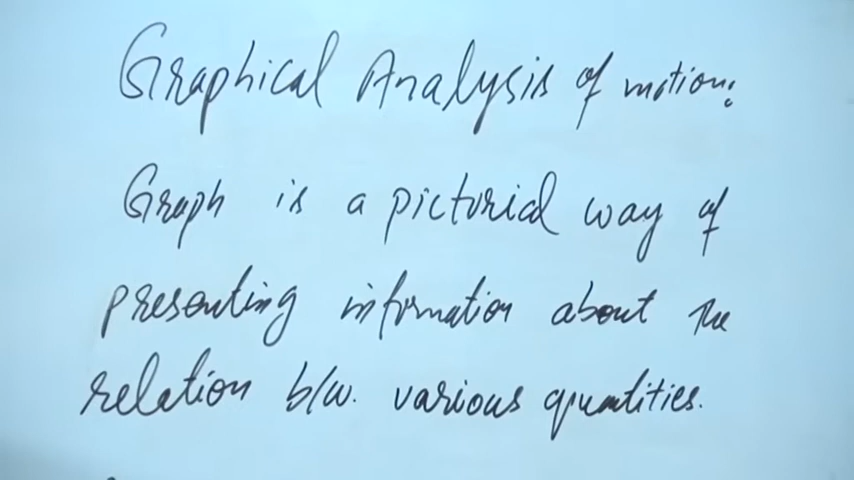 Graphical Analysis of motion:
Graph is a pictorial way of
presenting information about the
relation b/w. various quantities.